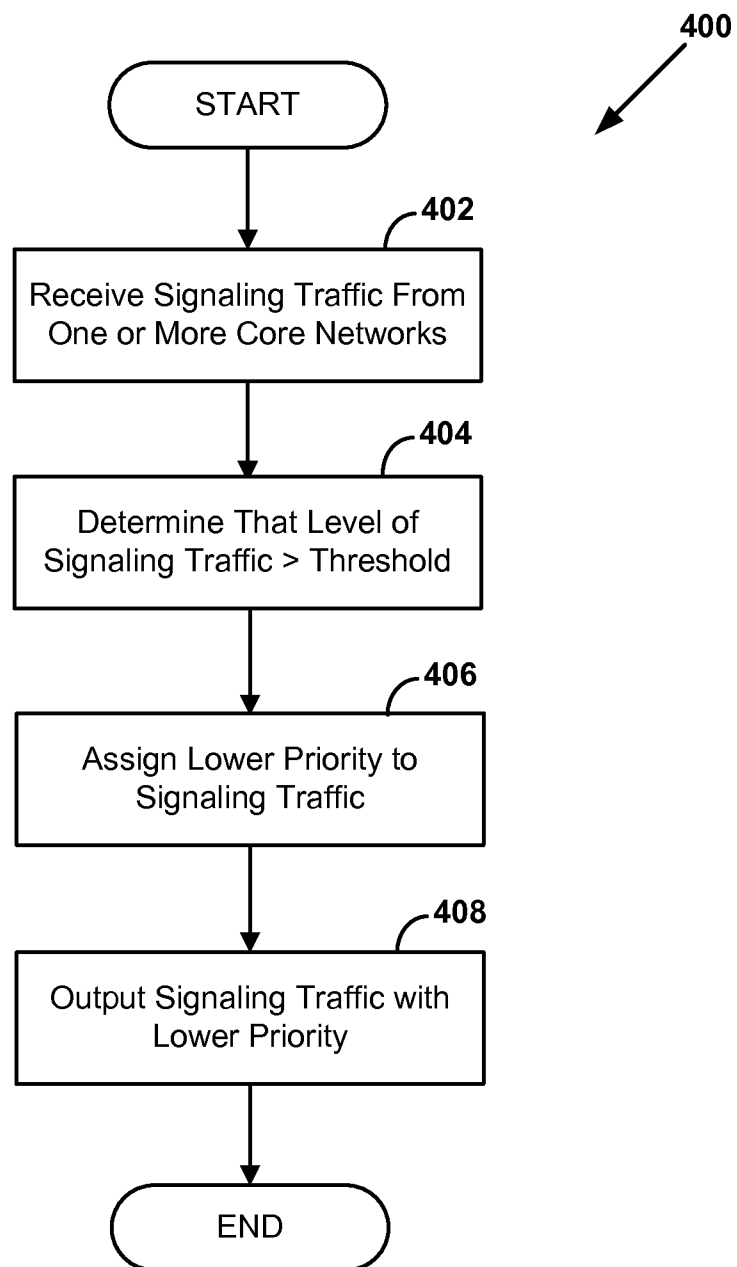 400
START
402
Receive Signaling Traffic From
One or More Core Networks
404
Determine That Level of
Signaling Traffic > Threshold
406
Assign Lower Priority to
Signaling Traffic
408
Output Signaling Traffic with
Lower Priority
END